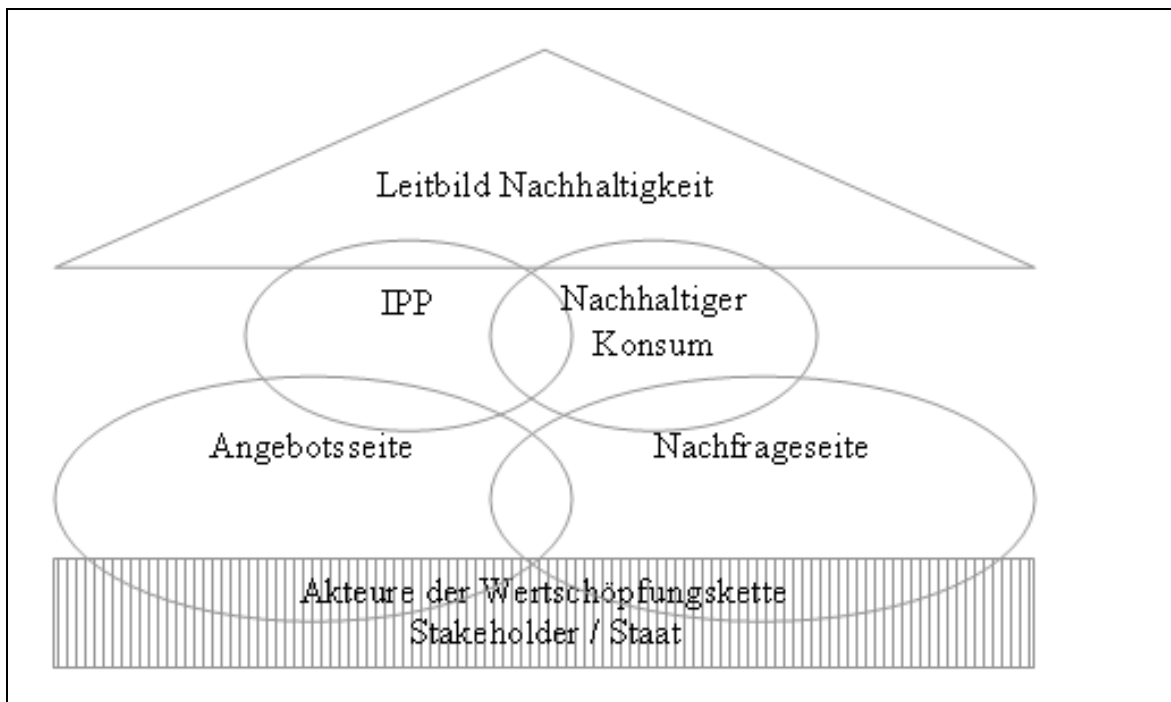 Leitbild Nachhaltigkeit
IPP
Nachhaltiger
Konsum
Angebotsseite
Nachfrageseite
Akteure der Wertschöpfungskette
Stakeholder / Staat